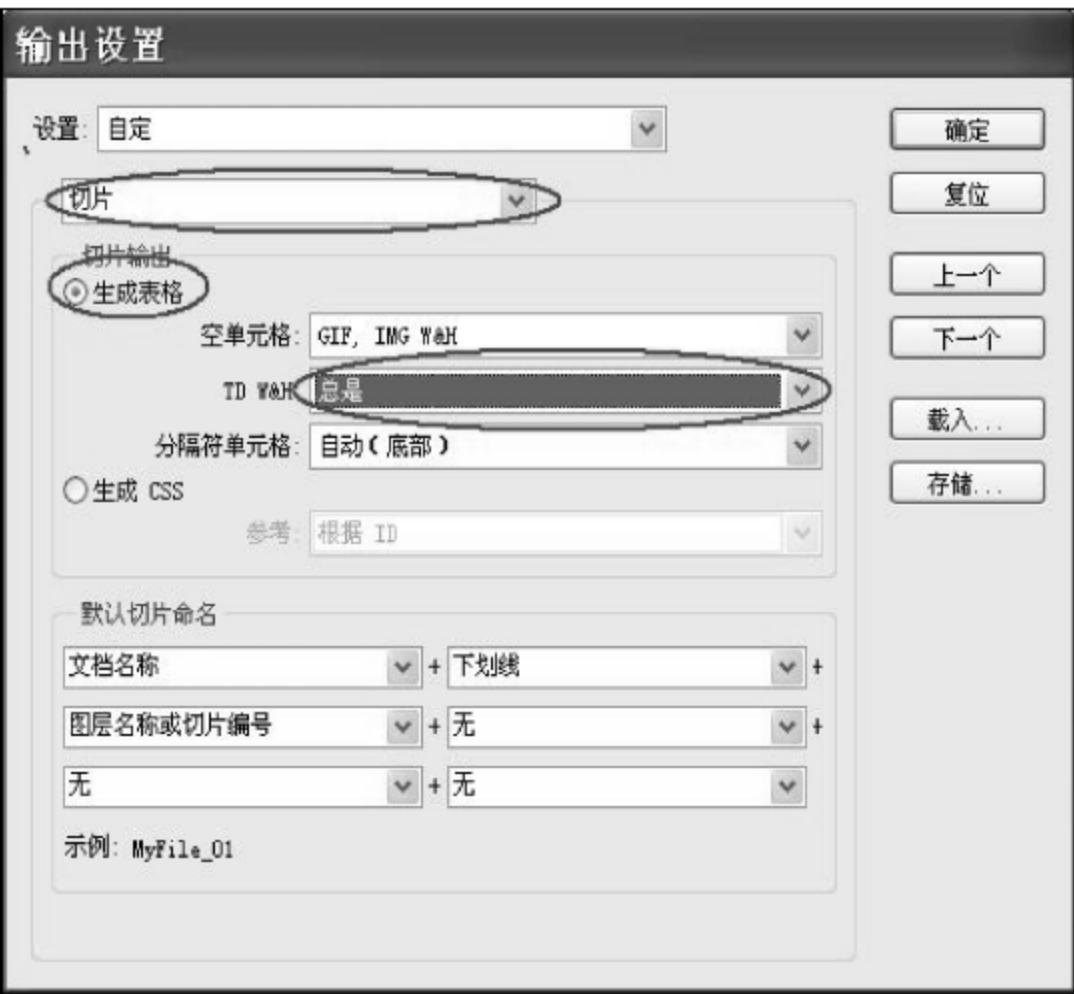 输出设置
设置: 自定
确定
切片
复位
切片输出
生成表格
上一个
空单元格: GIF, IMG W&H
下一个
TD W&H 总是
载入...
分隔符单元格: 自动(底部)
生成 CSS
存储...
参考: 根据 ID
默认切片命名
文档名称 + 下划线 +
图层名称或切片编号 + 无 +
无 + 无
示例: MyFile_01